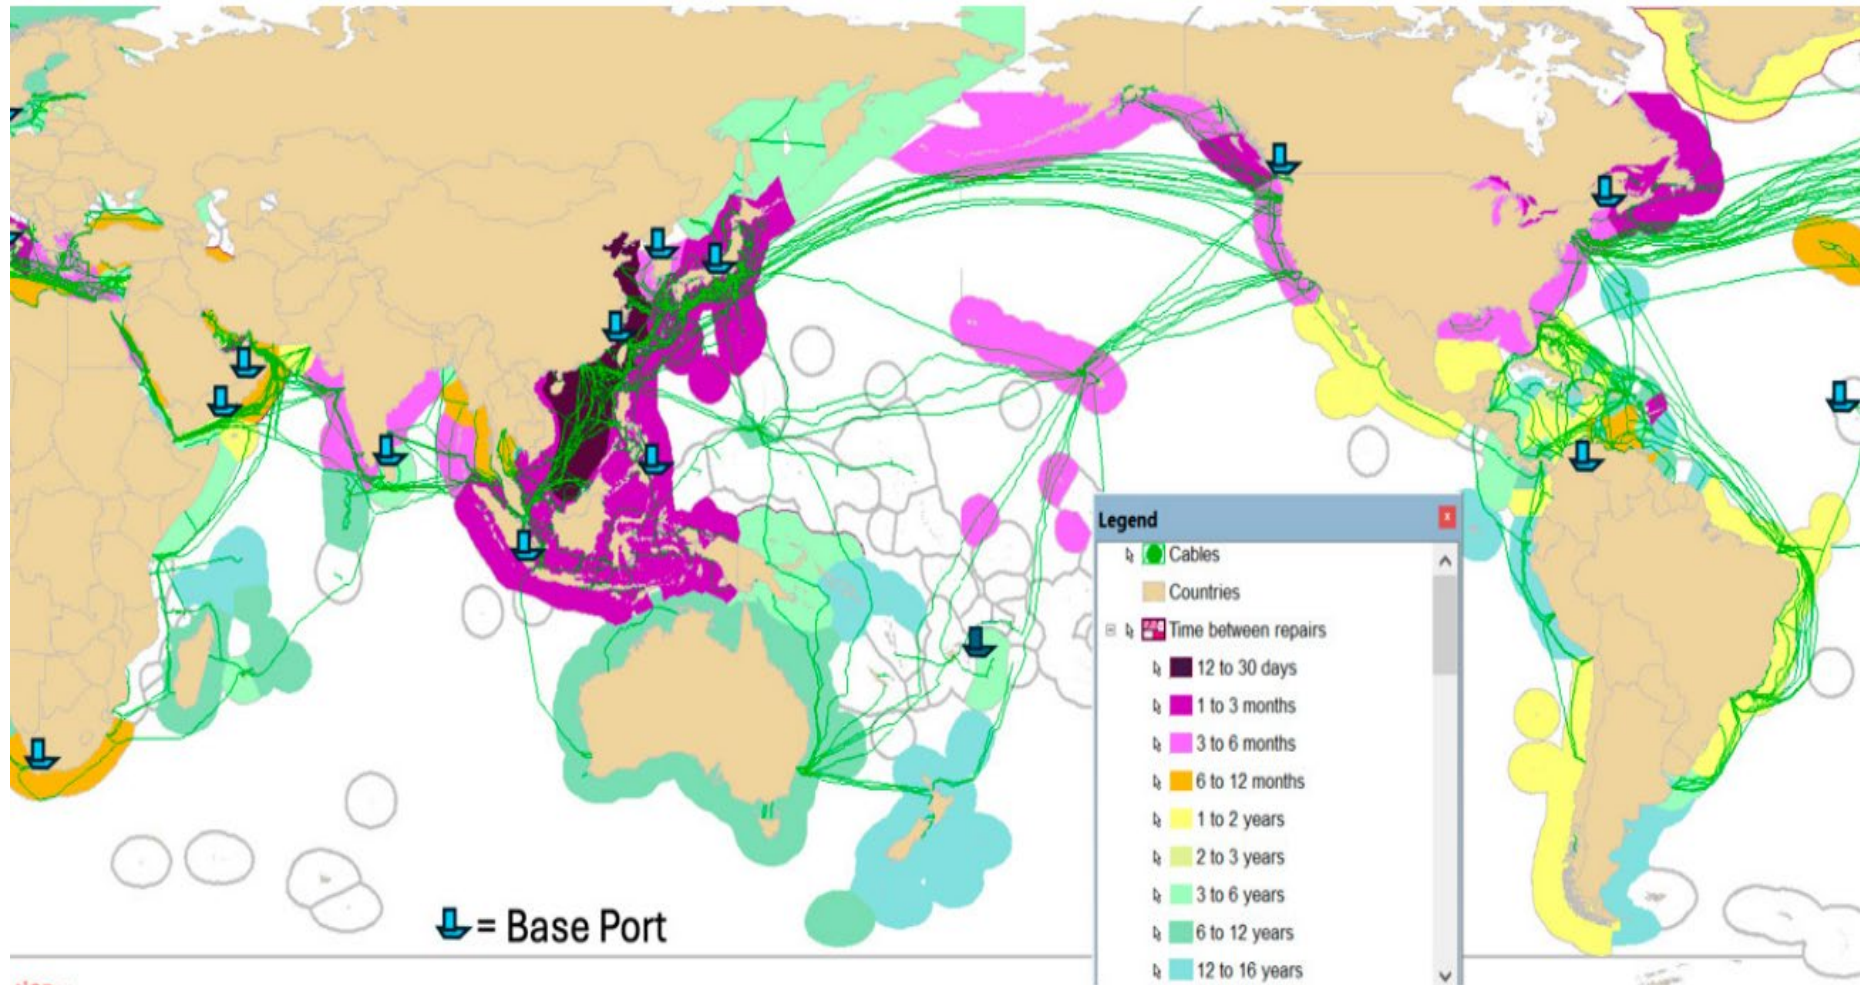 Legend
x
Cables
Countries
Time between repairs
12 to 30 days
1 to 3 months
3 to 6 months
6 to 12 months
1 to 2 years
2 to 3 years
3 to 6 years
6 to 12 years
12 to 16 years
= Base Port